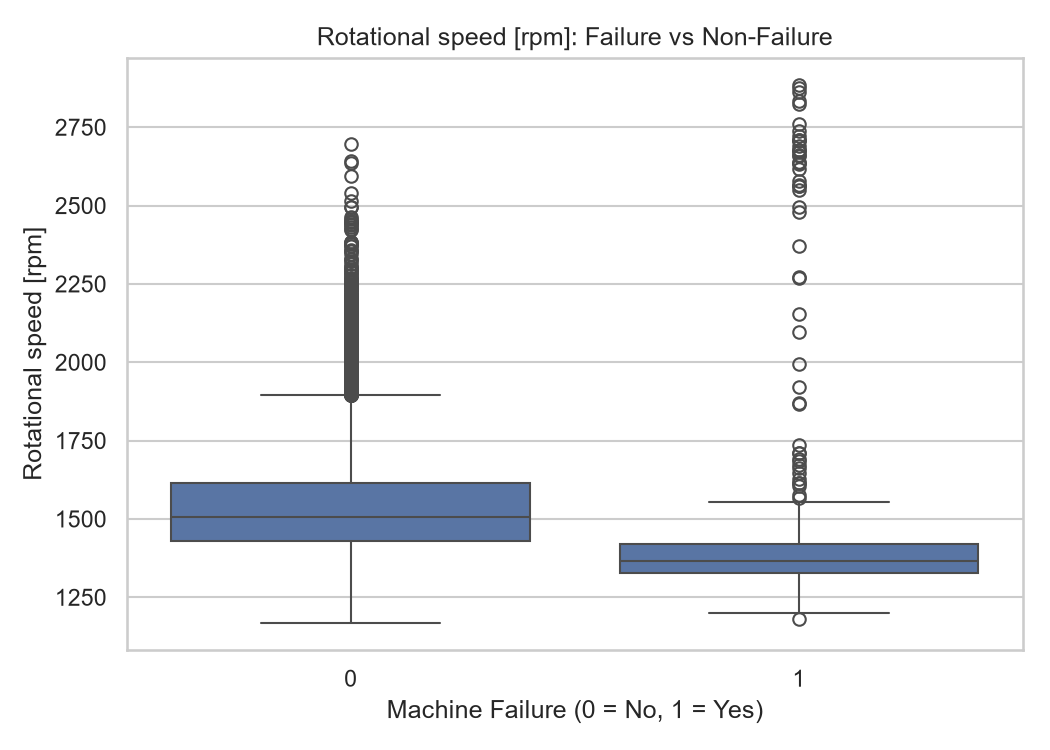 Rotational speed [rpm]: Failure vs Non-Failure
Rotational speed [rpm]
2750
2500
2250
2000
1750
1500
1250
0 1
Machine Failure (0 = No, 1 = Yes)